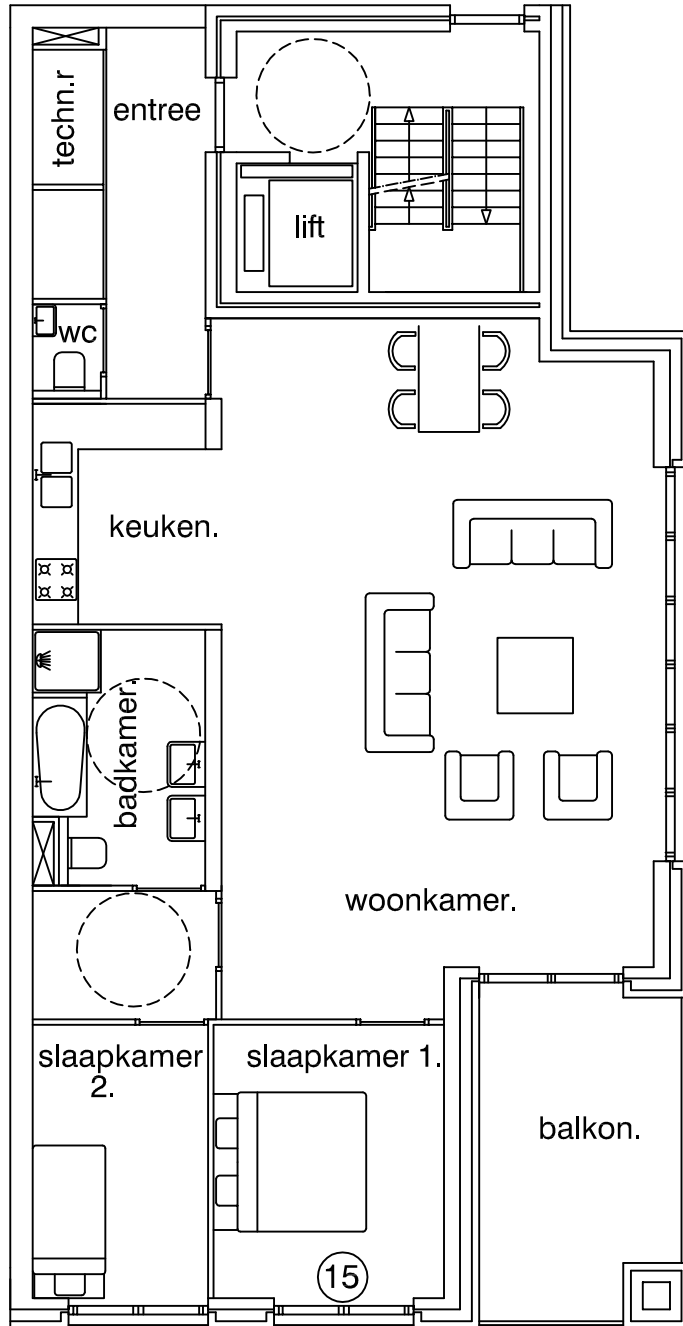 techn.r
entree
lift
wc
keuken.
badkamer.
woonkamer.
slaapkamer
2.
slaapkamer 1.
balkon.
15